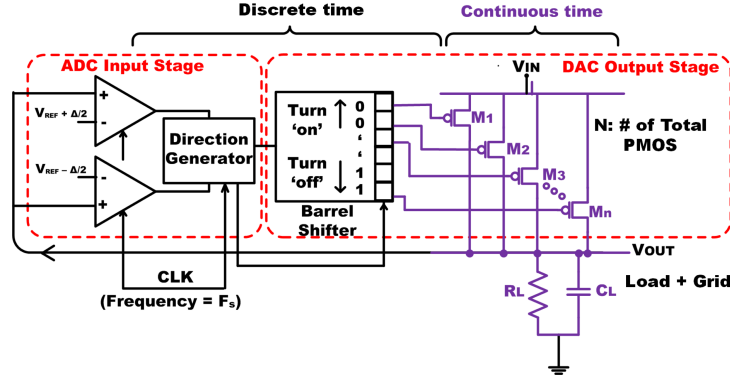 Discrete time
Continuous time
ADC Input Stage
VIN
DAC Output Stage
+
VREF + Δ/2
-
VREF - Δ/2
-
+
Direction
Generator
Turn
'on'
Turn
'off'
0
0
'
'
1
1
Barrel
Shifter
M1
M2
M3
Mn
N: # of Total
PMOS
CLK
(Frequency = Fs)
VOUT
RL
CL
Load + Grid